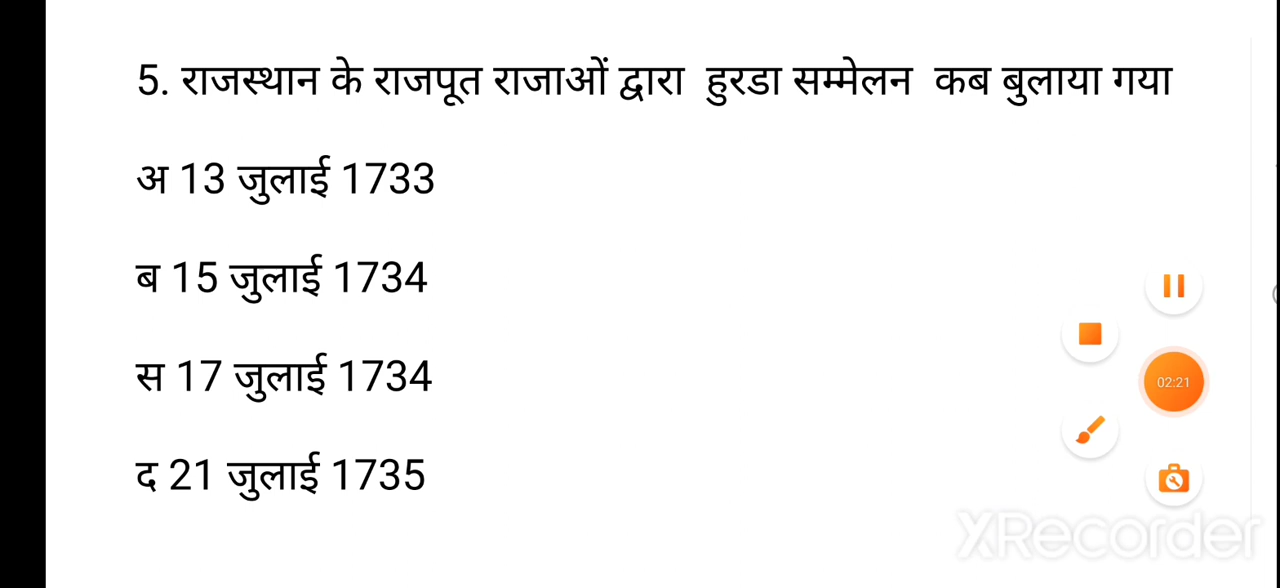 5. राजस्थान के राजपूत राजाओं द्वारा हुरडा सम्मेलन कब बुलाया गया
अ 13 जुलाई 1733
ब 15 जुलाई 1734
स 17 जुलाई 1734
02:21
द 21 जुलाई 1735
XRecorder